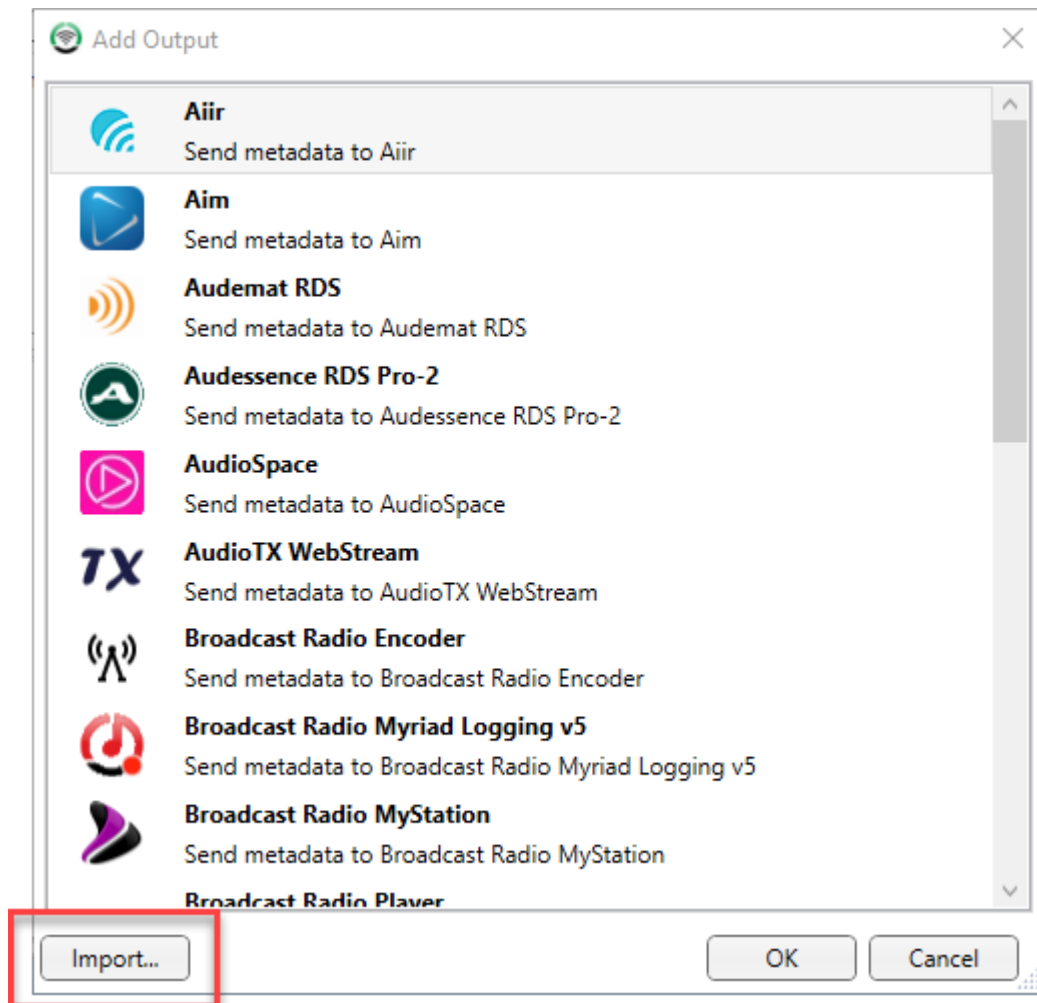 Add Output
Aiir
Send metadata to Aiir
Aim
Send metadata to Aim
Audemat RDS
Send metadata to Audemat RDS
Audessence RDS Pro-2
Send metadata to Audessence RDS Pro-2
AudioSpace
Send metadata to AudioSpace
TX
AudioTX WebStream
Send metadata to AudioTX WebStream
Broadcast Radio Encoder
Send metadata to Broadcast Radio Encoder
Broadcast Radio Myriad Logging v5
Send metadata to Broadcast Radio Myriad Logging v5
Broadcast Radio MyStation
Send metadata to Broadcast Radio MyStation
Broadcast Radio Player
Import... OK Cancel